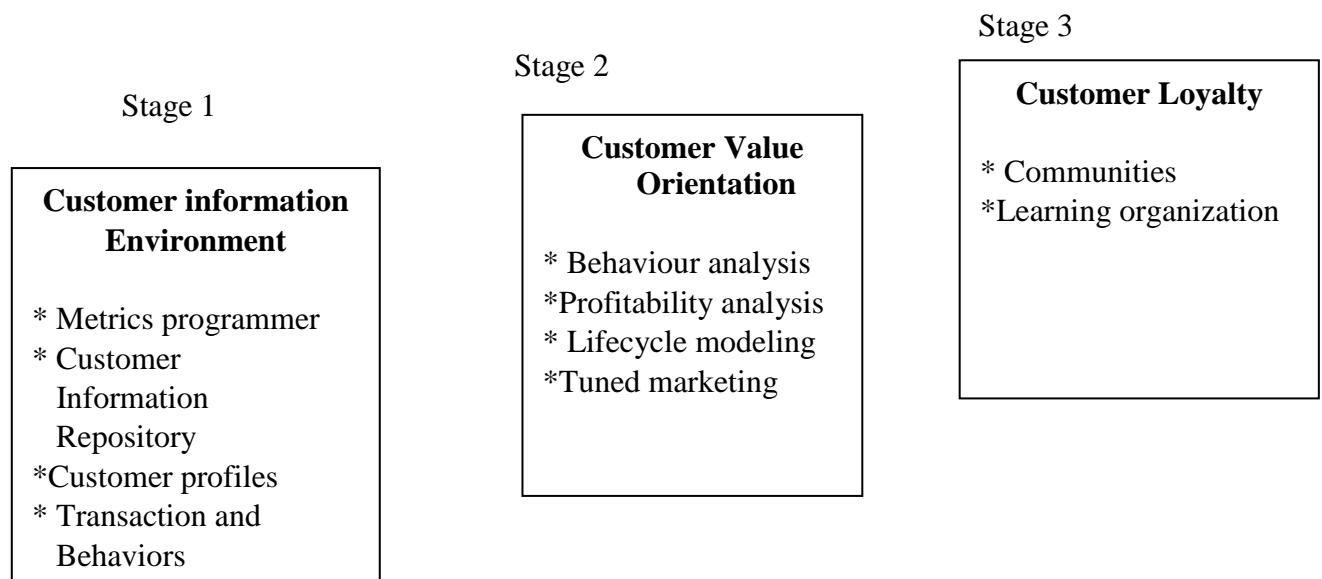 Stage 1
Customer information
Environment
* Metrics programmer
* Customer
Information
Repository
*Customer profiles
* Transaction and
Behaviors
Stage 2
Customer Value
Orientation
* Behaviour analysis
*Profitability analysis
* Lifecycle modeling
*Tuned marketing
Stage 3
Customer Loyalty
* Communities
*Learning organization